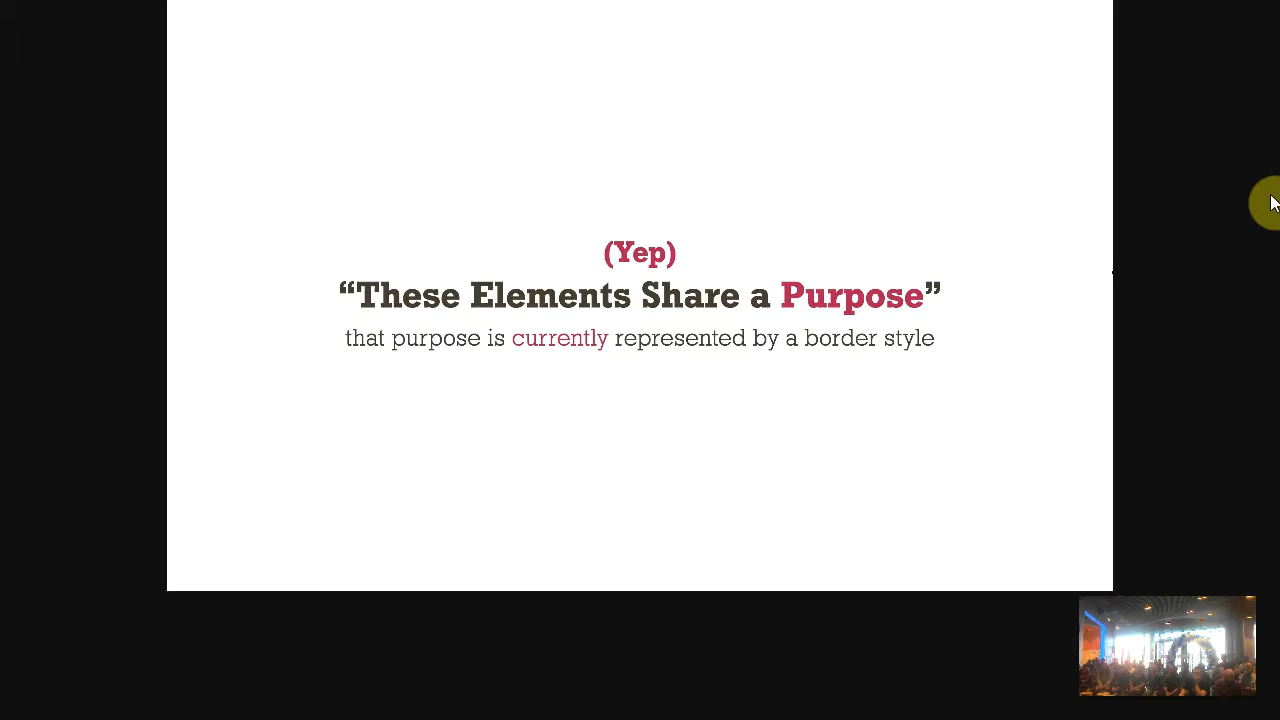 (Yep)
“These Elements Share a Purpose”
that purpose is currently represented by a border style